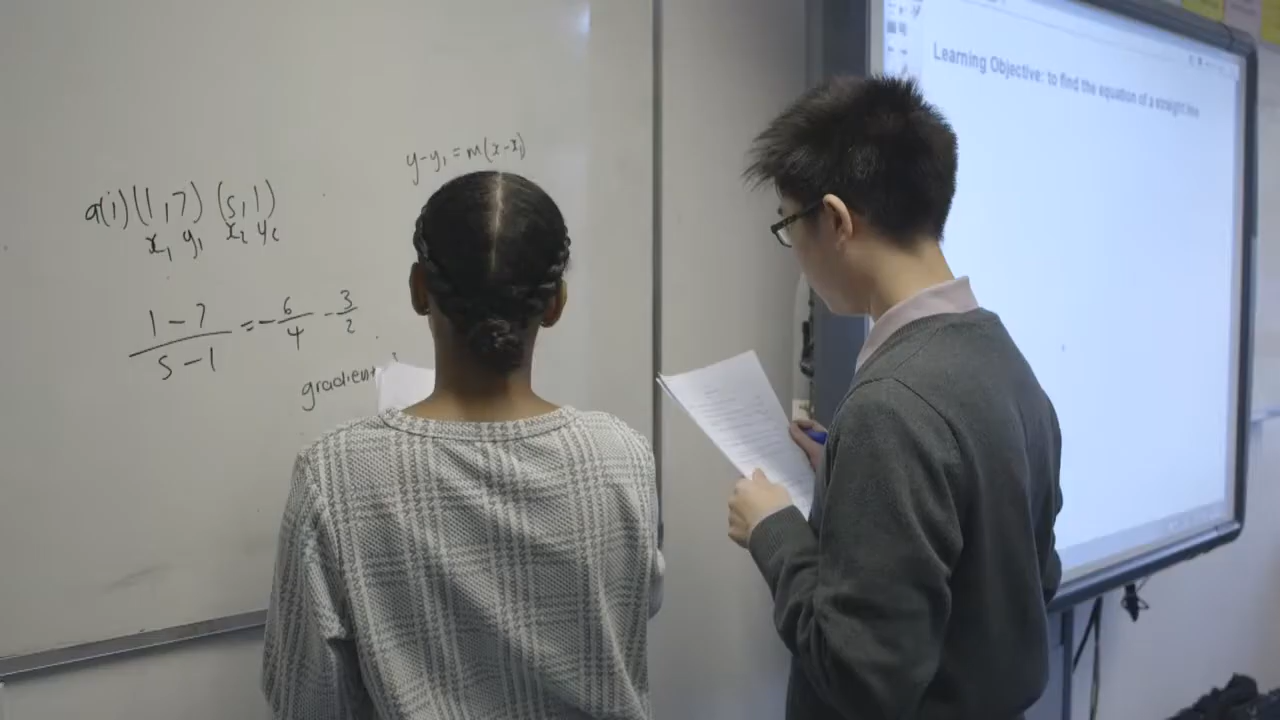 y-y₁=m(x-x₁)
a(i)(1,7) (5,1)
x₁ y₁ x₂ y₂
1-7
5-1
=-6/4 -3/2
gradient
Learning Objective: to find the equation of a straight line